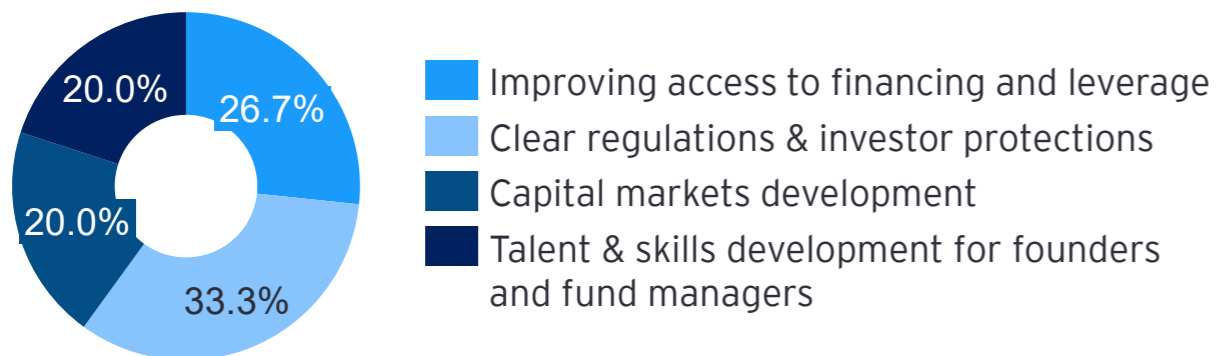 20.0%
26.7%
20.0%
33.3%
Improving access to financing and leverage
Clear regulations & investor protections
Capital markets development
Talent & skills development for founders
and fund managers